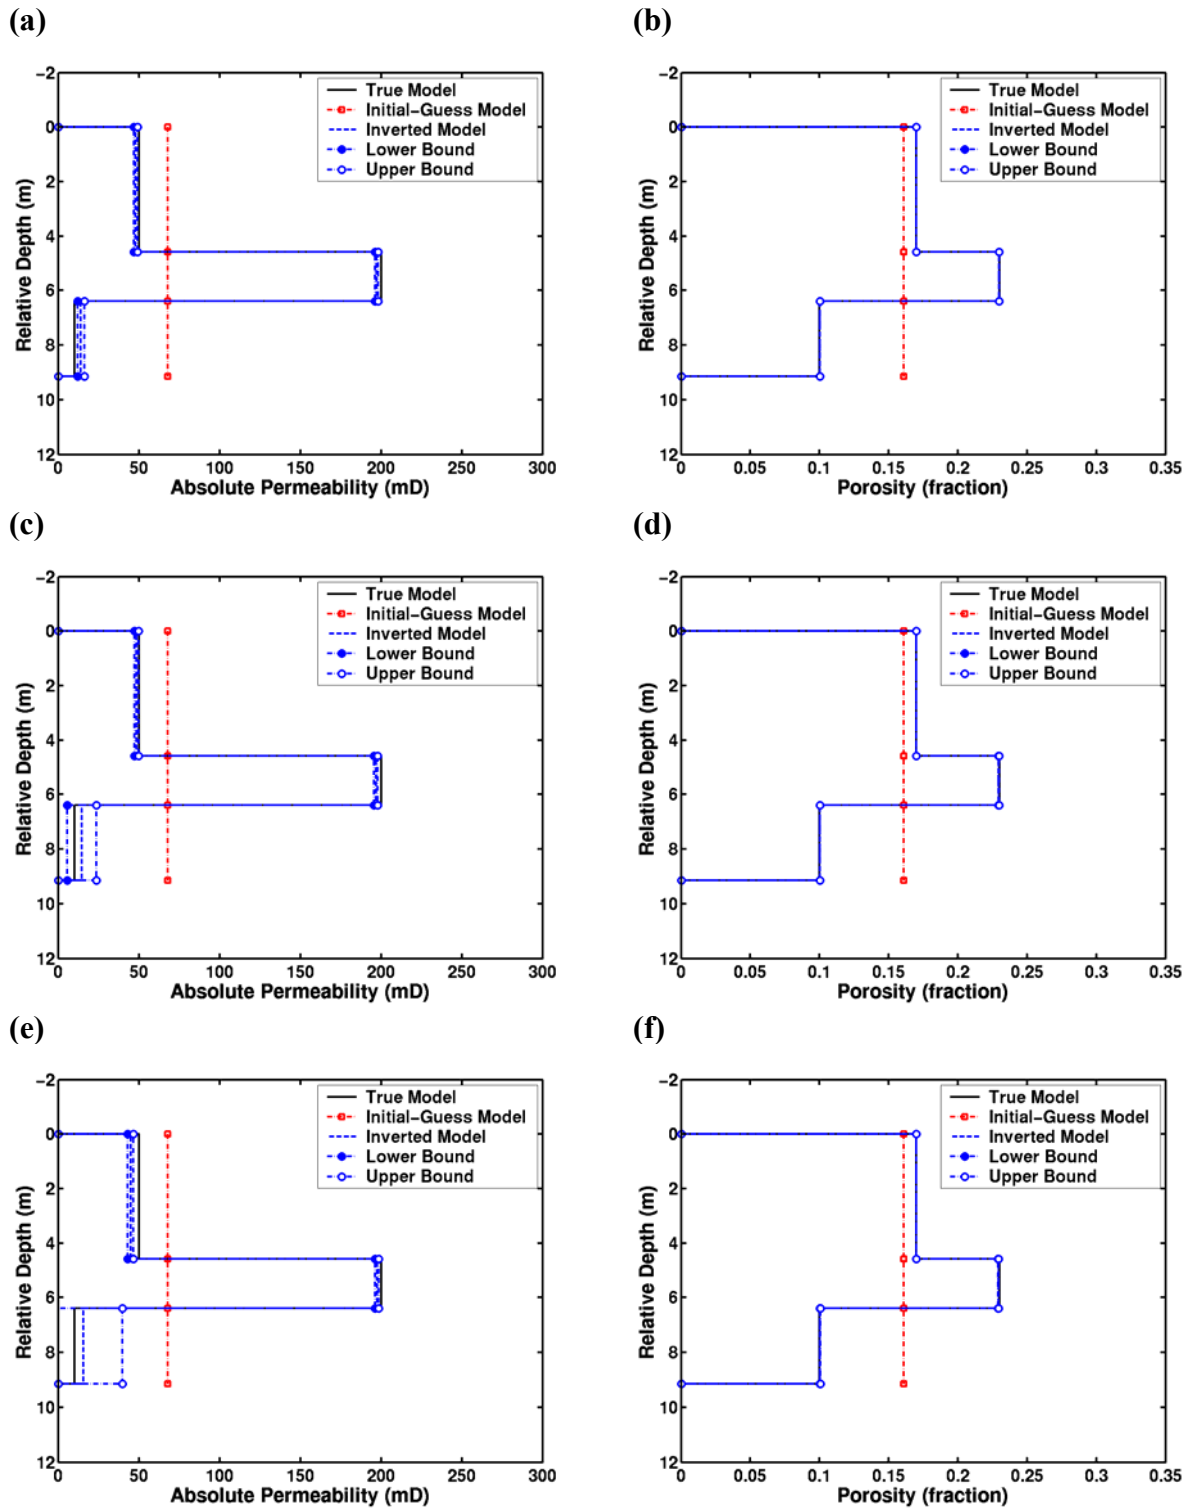 (a)
(b)
−2
0
2
4
6
8
10
12
Relative Depth (m)
True Model
Initial−Guess Model
Inverted Model
Lower Bound
Upper Bound
0 50 100 150 200 250 300
Absolute Permeability (mD)
−2
0
2
4
6
8
10
12
Relative Depth (m)
True Model
Initial−Guess Model
Inverted Model
Lower Bound
Upper Bound
0 0.05 0.1 0.15 0.2 0.25 0.3 0.35
Porosity (fraction)
(c)
(d)
−2
0
2
4
6
8
10
12
Relative Depth (m)
True Model
Initial−Guess Model
Inverted Model
Lower Bound
Upper Bound
0 50 100 150 200 250 300
Absolute Permeability (mD)
−2
0
2
4
6
8
10
12
Relative Depth (m)
True Model
Initial−Guess Model
Inverted Model
Lower Bound
Upper Bound
0 0.05 0.1 0.15 0.2 0.25 0.3 0.35
Porosity (fraction)
(e)
(f)
−2
0
2
4
6
8
10
12
Relative Depth (m)
True Model
Initial−Guess Model
Inverted Model
Lower Bound
Upper Bound
0 50 100 150 200 250 300
Absolute Permeability (mD)
−2
0
2
4
6
8
10
12
Relative Depth (m)
True Model
Initial−Guess Model
Inverted Model
Lower Bound
Upper Bound
0 0.05 0.1 0.15 0.2 0.25 0.3 0.35
Porosity (fraction)